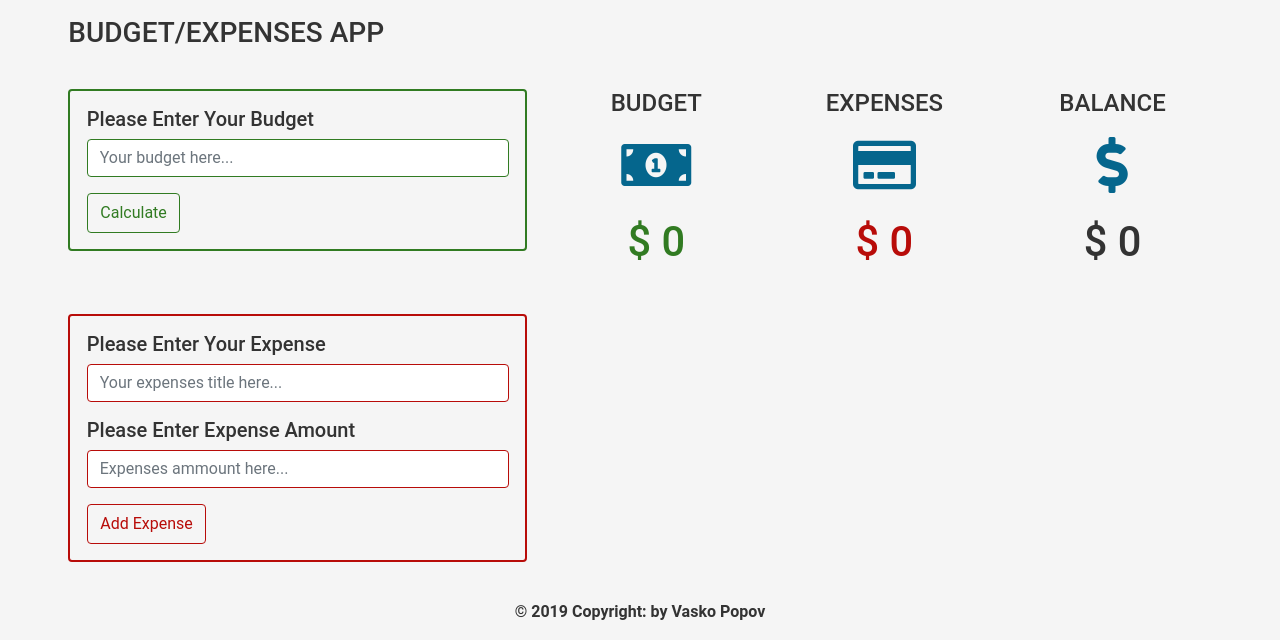 BUDGET/EXPENSES APP
Please Enter Your Budget
Your budget here...
Calculate
BUDGET
EXPENSES
BALANCE
1
$
$ 0
$ 0
$ 0
Please Enter Your Expense
Your expenses title here...
Please Enter Expense Amount
Expenses ammount here...
Add Expense
© 2019 Copyright: by Vasko Popov